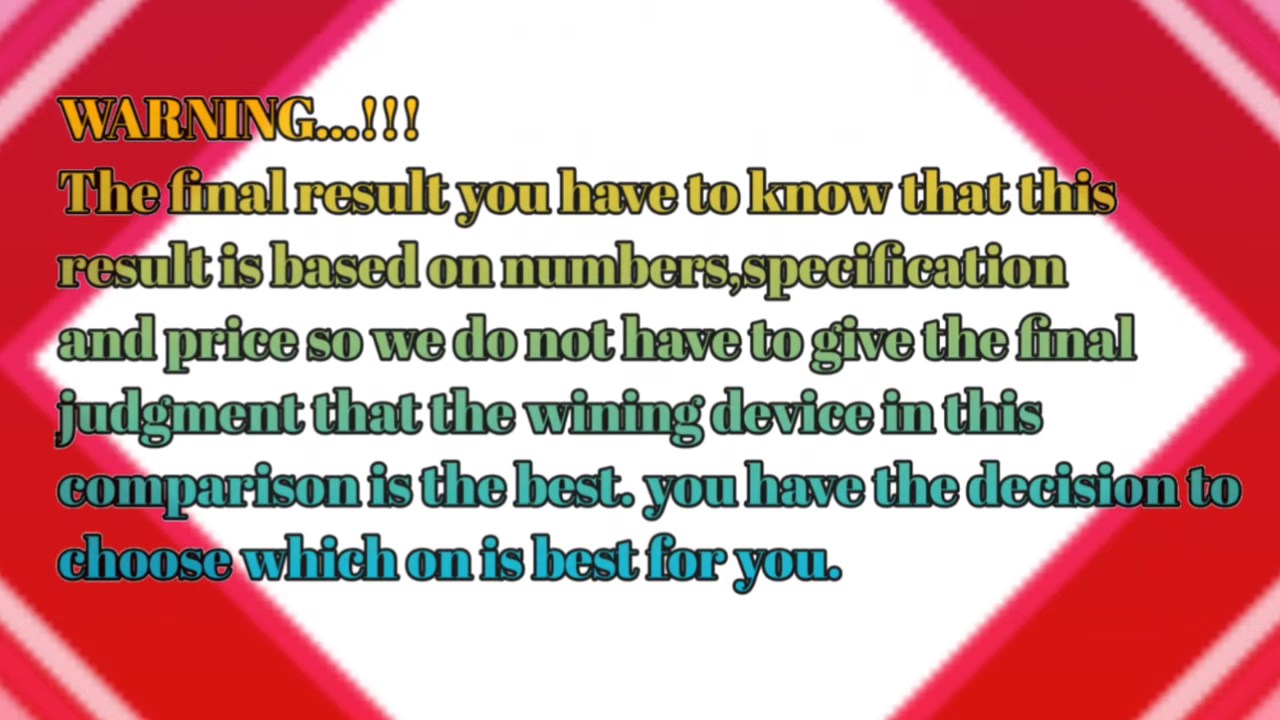 WARNING...!!!
The final result you have to know that this
result is based on numbers,specification
and price so we do not have to give the final
judgment that the wining device in this
comparison is the best. you have the decision to
choose which on is best for you.